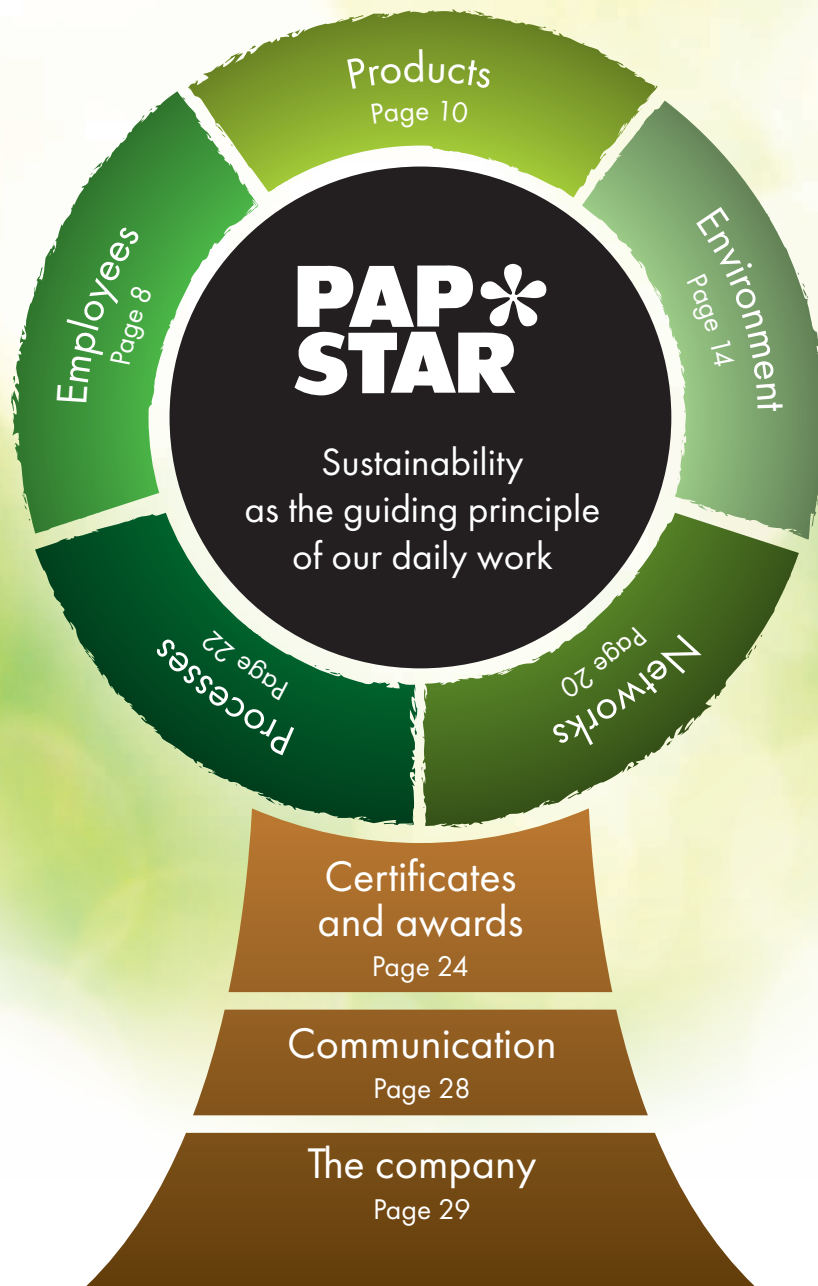 Products
Page 10
Employees
Page 8
Environment
Page 14
PAP
STAR
Sustainability
as the guiding principle
of our daily work
Processes
Page 22
Networks
Page 20
Certificates
and awards
Page 24
Communication
Page 28
The company
Page 29